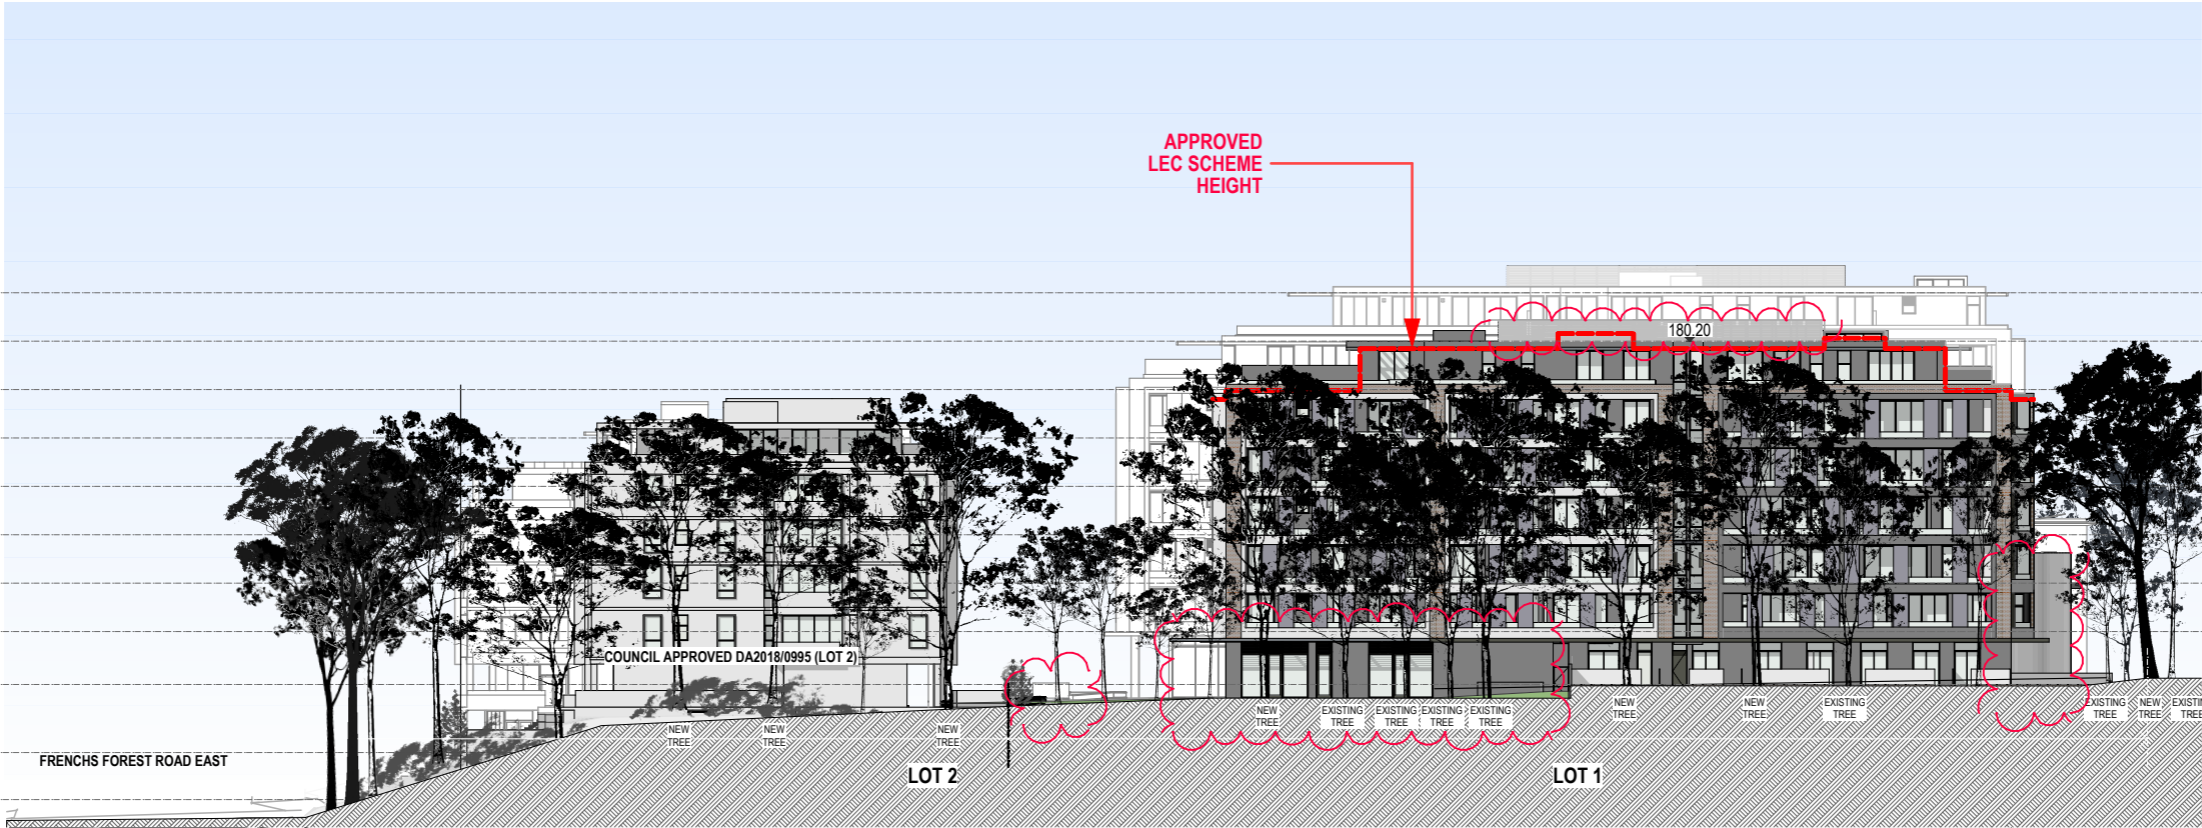 APPROVED
LEC SCHEME
HEIGHT
180.20
COUNCIL APPROVED DA2018/0995 (LOT 2)
NEW
TREE
NEW
TREE
NEW
TREE
NEW
TREE
EXISTING
TREE
EXISTING
TREE
EXISTING
TREE
EXISTING
TREE
NEW
TREE
NEW
TREE
EXISTING
TREE
EXISTING
TREE
NEW
TREE
EXISTIN
TREE
FRENCHS FOREST ROAD EAST
LOT 2
LOT 1